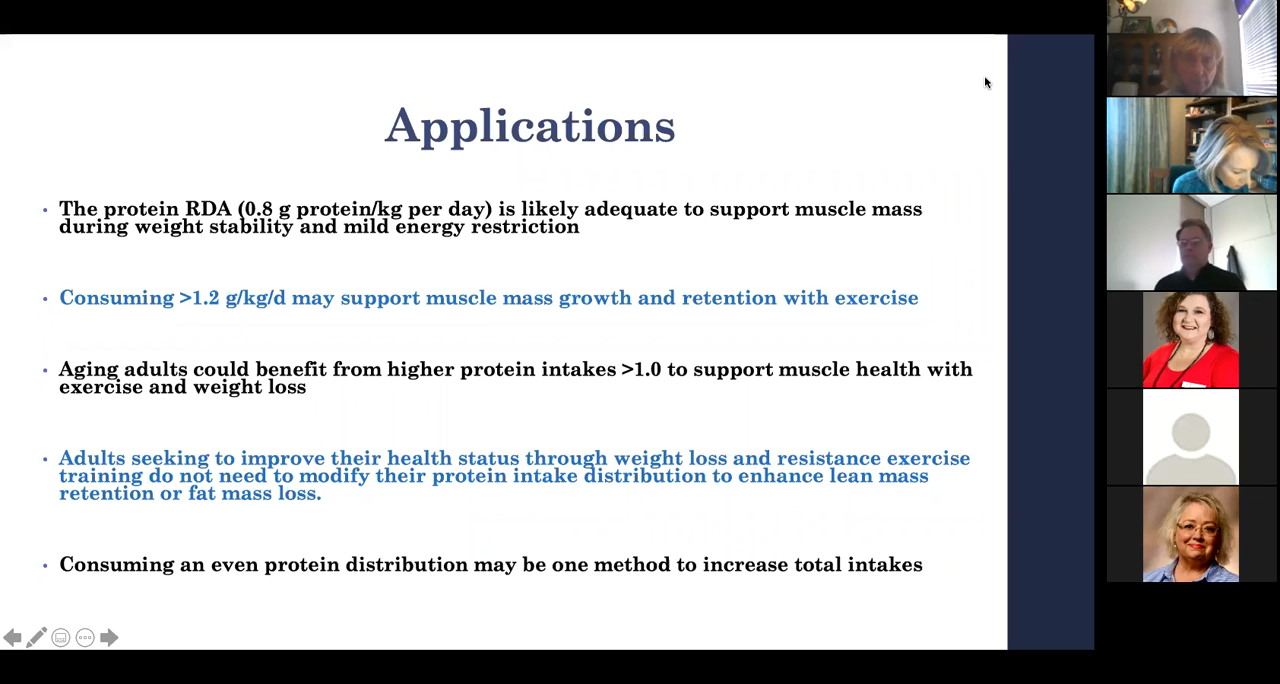 Applications
• The protein RDA (0.8 g protein/kg per day) is likely adequate to support muscle mass
during weight stability and mild energy restriction
• Consuming >1.2 g/kg/d may support muscle mass growth and retention with exercise
• Aging adults could benefit from higher protein intakes >1.0 to support muscle health with
exercise and weight loss
• Adults seeking to improve their health status through weight loss and resistance exercise
training do not need to modify their protein intake distribution to enhance lean mass
retention or fat mass loss.
• Consuming an even protein distribution may be one method to increase total intakes